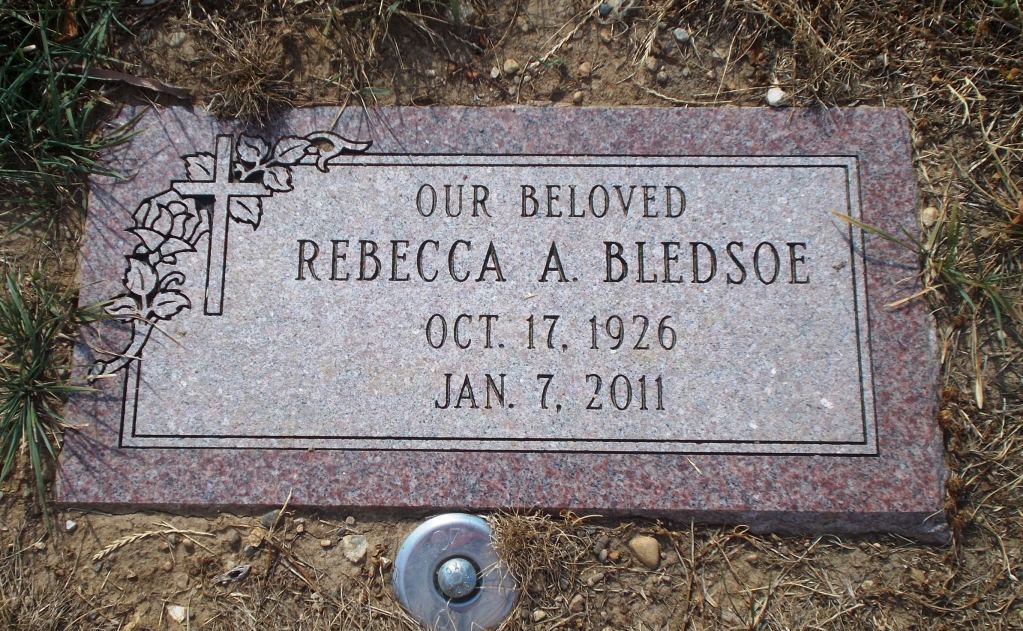 OUR BELOVED
REBECCA A. BLEDSOE
OCT. 17, 1926
JAN. 7, 2011